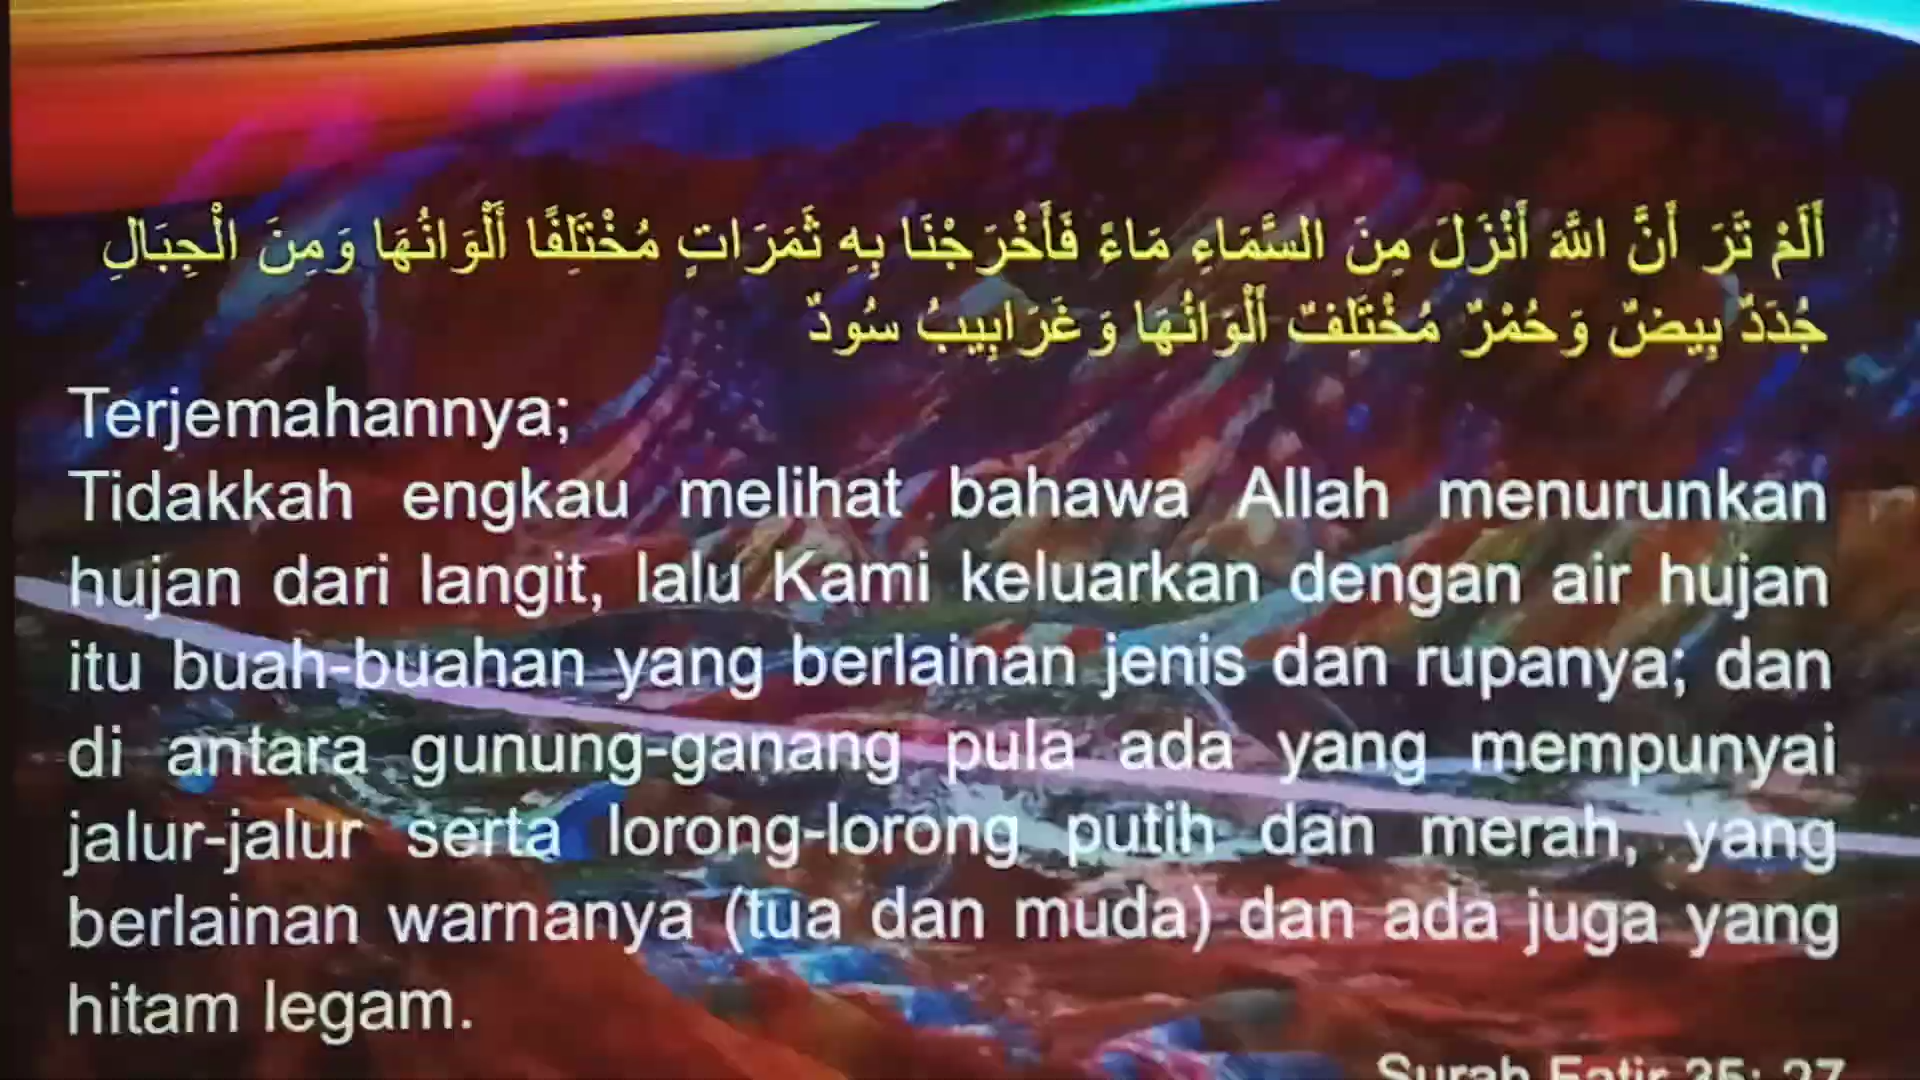 أَلَمْ تَرَ أَنَّ اللَّهَ أَنْزَلَ مِنَ السَّمَاءِ مَاءً فَأَخْرَجْنَا بِهِ ثَمَرَاتٍ مُخْتَلِفًا أَلْوَانُهَا وَمِنَ الْجِبَالِ
جُدَدٌ بِيضٌ وَحُمْرٌ مُخْتَلِفٌ أَلْوَانُهَا وَغَرَابِيبُ سُودٌ
Terjemahannya;
Tidakkah engkau melihat bahawa Allah menurunkan
hujan dari langit, lalu Kami keluarkan dengan air hujan
itu buah-buahan yang berlainan jenis dan rupanya; dan
di antara gunung-ganang pula ada yang mempunyai
jalur-jalur serta lorong-lorong putih dan merah, yang
berlainan warnanya (tua dan muda) dan ada juga yang
hitam legam.
Surah Fatir 35: 27